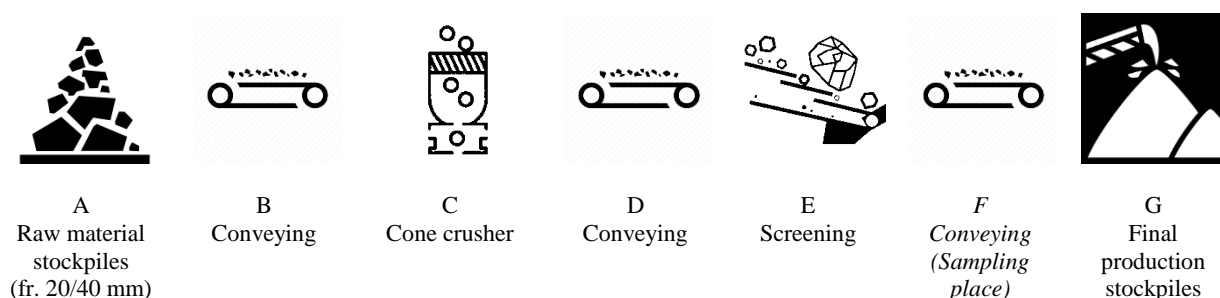 A
Raw material
stockpiles
(fr. 20/40 mm)
B
Conveying
C
Cone crusher
D
Conveying
E
Screening
F
Conveying
(Sampling
place)
G
Final
production
stockpiles